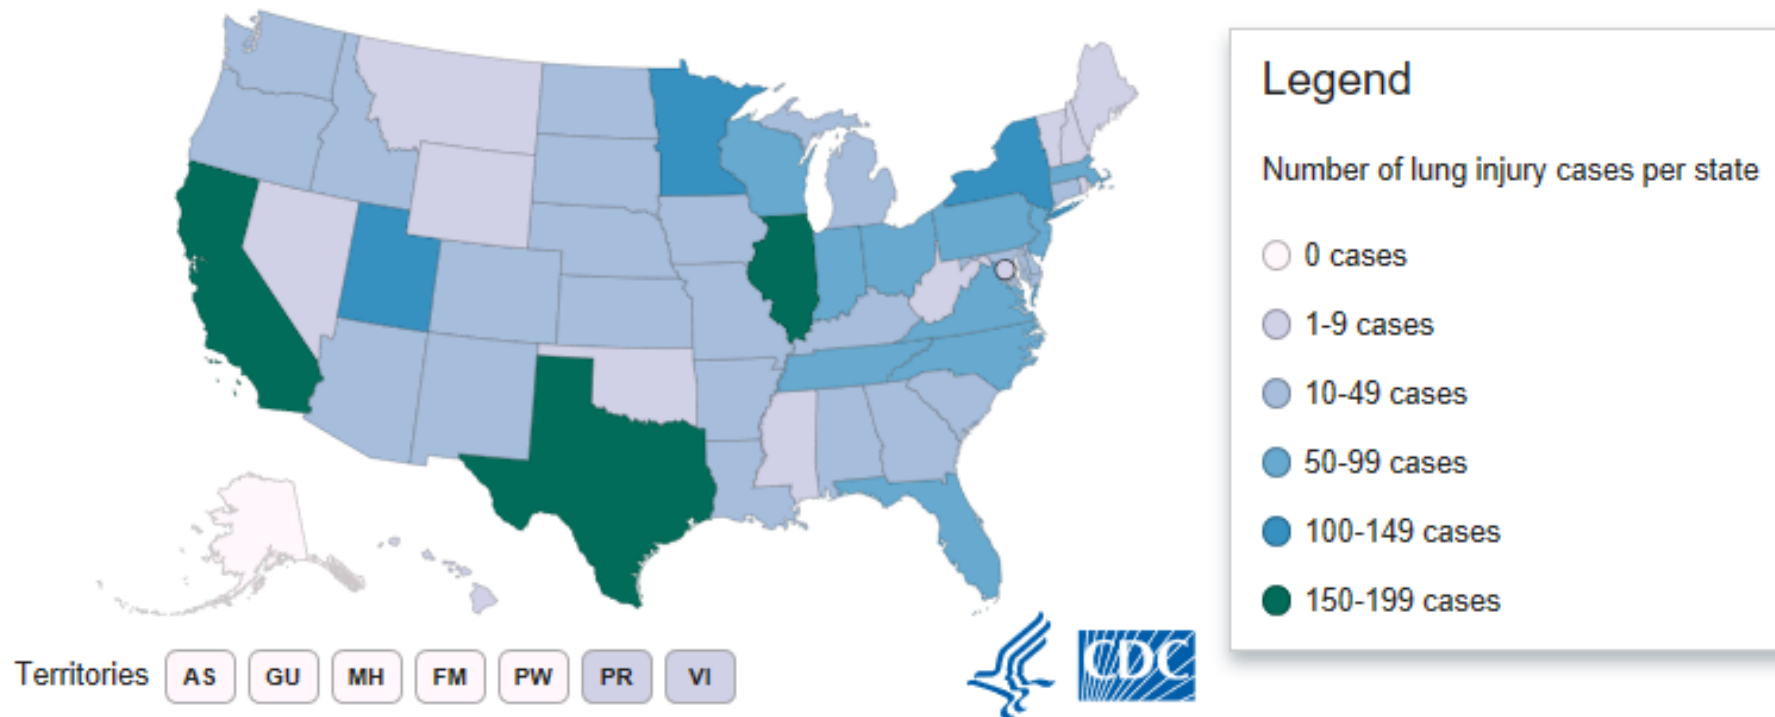 Legend
Number of lung injury cases per state
0 cases
1-9 cases
10-49 cases
50-99 cases
100-149 cases
150-199 cases
Territories AS GU MH FM PW PR VI
CDC